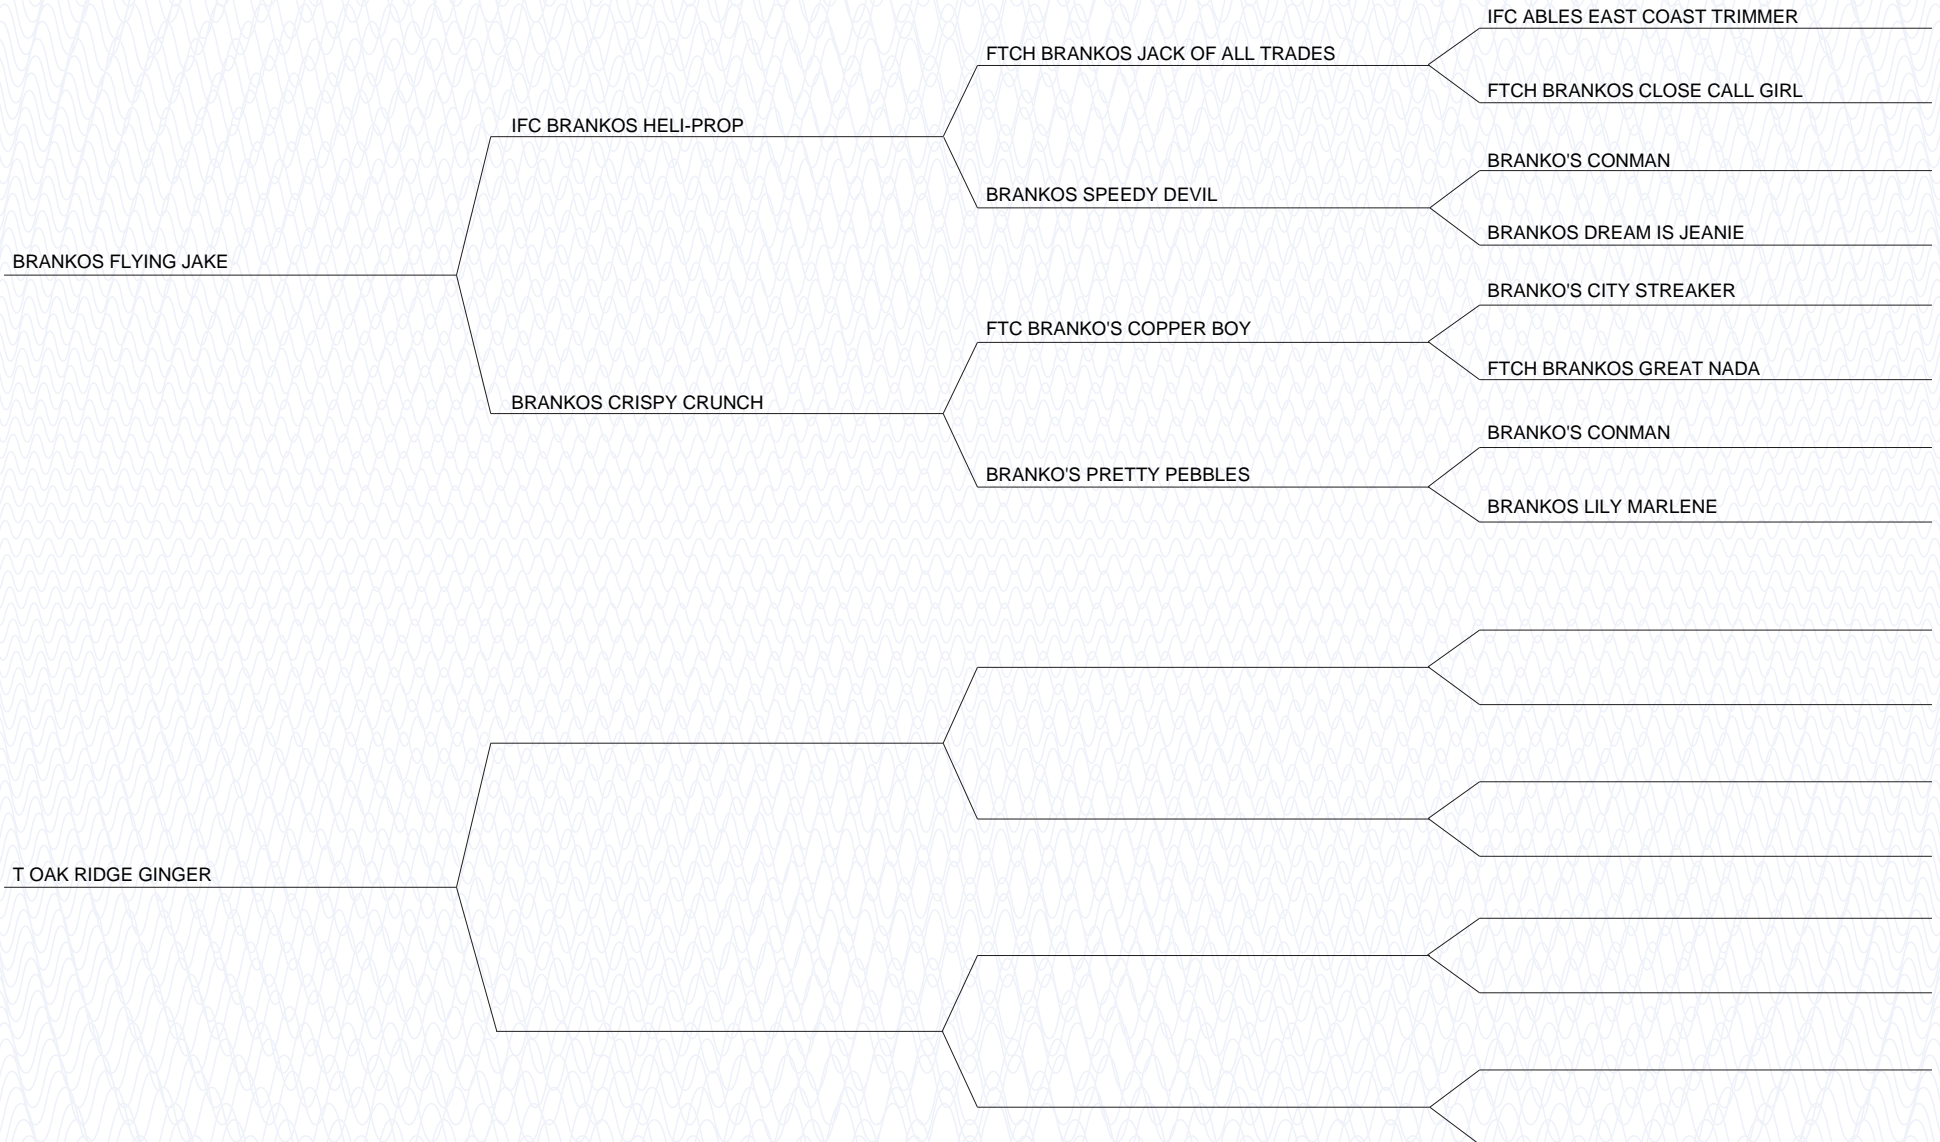 IFC ABLES EAST COAST TRIMMER
FTCH BRANKOS JACK OF ALL TRADES
FTCH BRANKOS CLOSE CALL GIRL
IFC BRANKOS HELI-PROP
BRANKO'S CONMAN
BRANKOS SPEEDY DEVIL
BRANKOS DREAM IS JEANIE
BRANKOS FLYING JAKE
BRANKO'S CITY STREAKER
FTC BRANKO'S COPPER BOY
FTCH BRANKOS GREAT NADA
BRANKOS CRISPY CRUNCH
BRANKO'S CONMAN
BRANKO'S PRETTY PEBBLES
BRANKOS LILY MARLENE
T OAK RIDGE GINGER